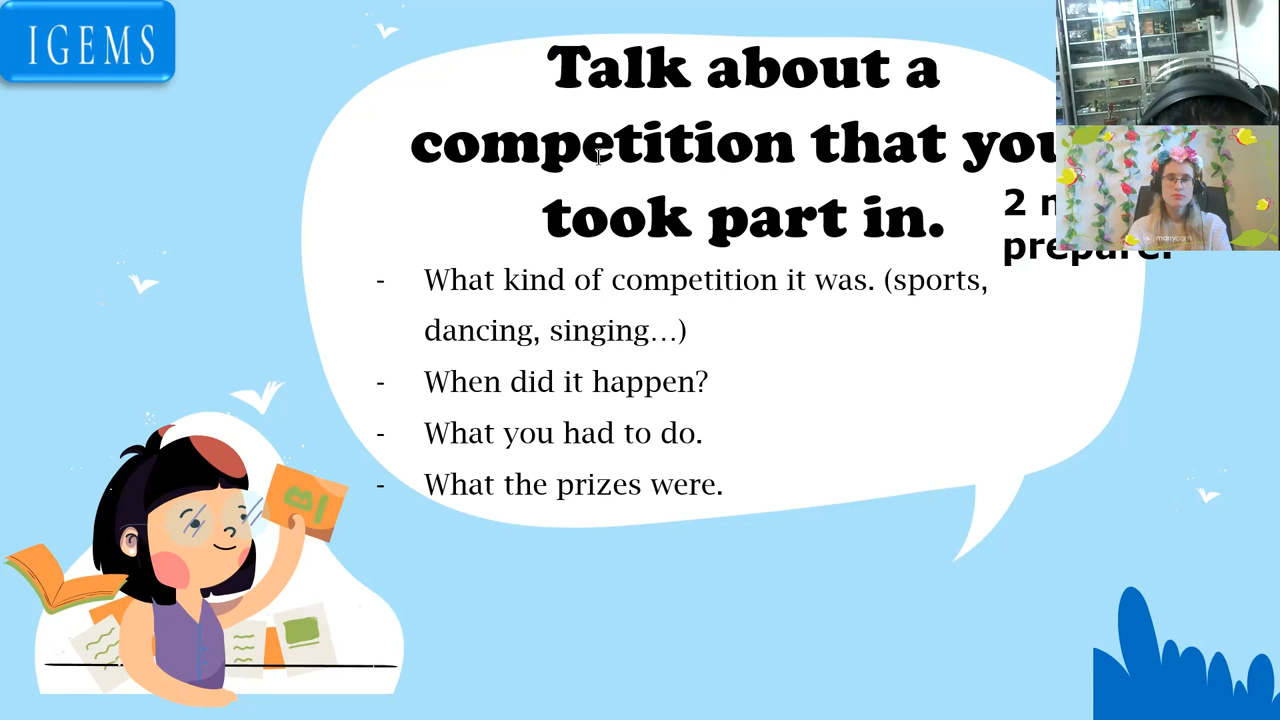 IGEMS
Talk about a
competition that you
took part in.
2
prepare.
- What kind of competition it was. (sports,
dancing, singing...)
- When did it happen?
- What you had to do.
- What the prizes were.
manycam